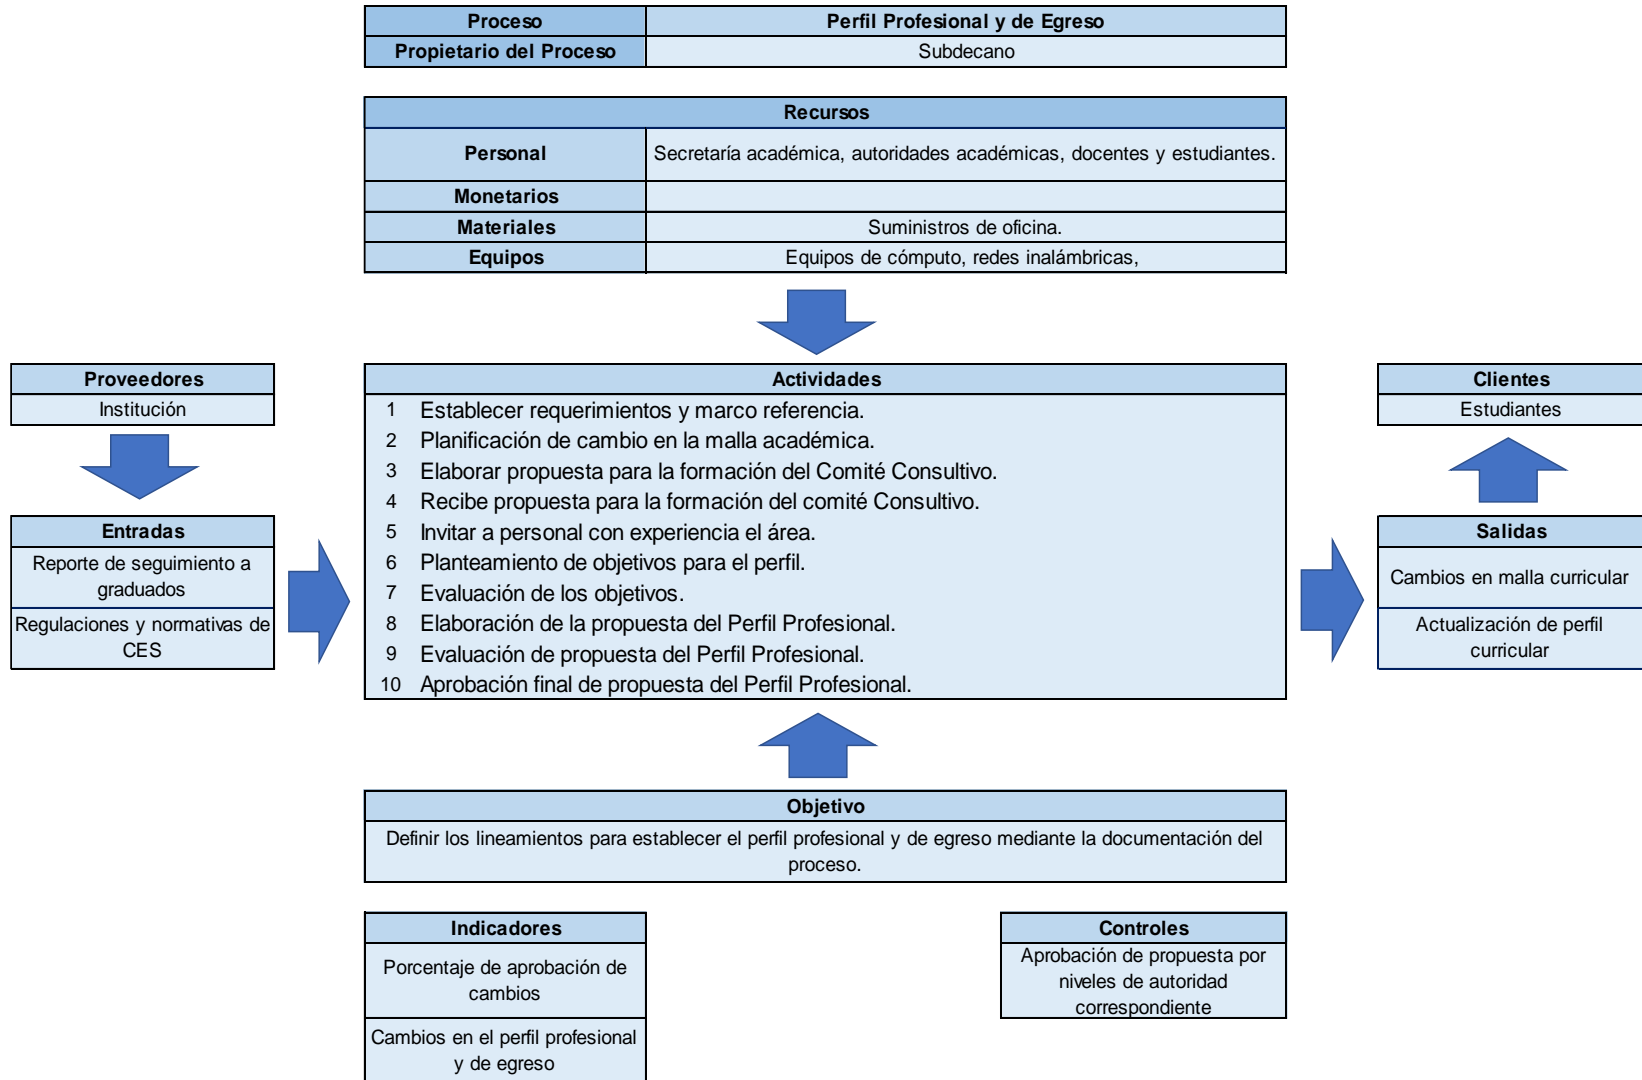 Proceso Perfil Profesional y de Egreso
Propietario del Proceso Subdecano
Recursos
Personal Secretaría académica, autoridades académicas, docentes y estudiantes.
Monetarios
Materiales Suministros de oficina.
Equipos Equipos de cómputo, redes inalámbricas,
Proveedores
Institución
Entradas
Reporte de seguimiento a
graduados
Regulaciones y normativas de
CES
Actividades
1 Establecer requerimientos y marco referencia.
2 Planificación de cambio en la malla académica.
3 Elaborar propuesta para la formación del Comité Consultivo.
4 Recibe propuesta para la formación del comité Consultivo.
5 Invitar a personal con experiencia el área.
6 Planteamiento de objetivos para el perfil.
7 Evaluación de los objetivos.
8 Elaboración de la propuesta del Perfil Profesional.
9 Evaluación de propuesta del Perfil Profesional.
10 Aprobación final de propuesta del Perfil Profesional.
Clientes
Estudiantes
Salidas
Cambios en malla curricular
Actualización de perfil
curricular
Objetivo
Definir los lineamientos para establecer el perfil profesional y de egreso mediante la documentación del
proceso.
Indicadores
Porcentaje de aprobación de
cambios
Cambios en el perfil profesional
y de egreso
Controles
Aprobación de propuesta por
niveles de autoridad
correspondiente